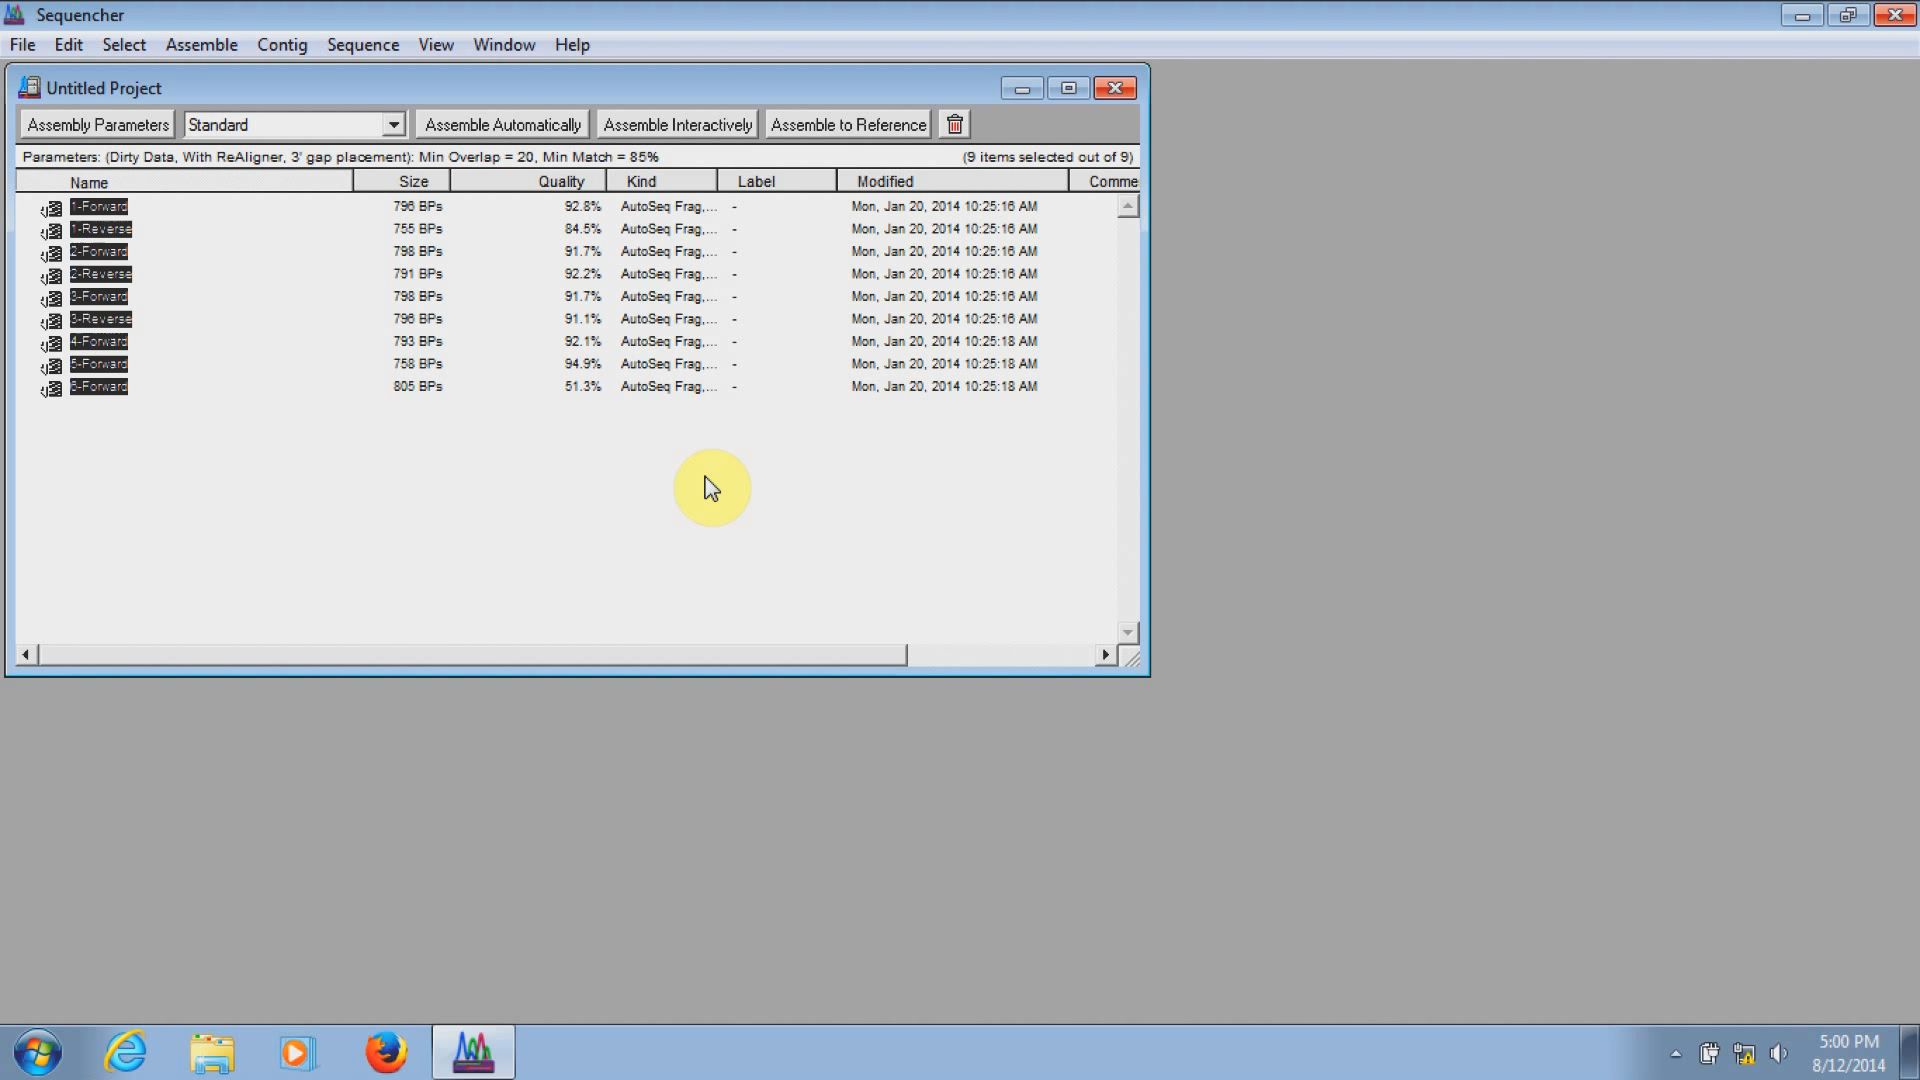 Sequencher
File Edit Select Assemble Contig Sequence View Window Help
Untitled Project
Assembly Parameters Standard Assemble Automatically Assemble Interactively Assemble to Reference
Parameters: (Dirty Data, With ReAligner, 3' gap placement): Min Overlap = 20, Min Match = 85% (9 items selected out of 9)
Name Size Quality Kind Label Modified Comme
1-Forward 796 BPs 92.8% AutoSeq Frag,... - Mon, Jan 20, 2014 10:25:16 AM
1-Reverse 755 BPs 84.5% AutoSeq Frag,... - Mon, Jan 20, 2014 10:25:16 AM
2-Forward 798 BPs 91.7% AutoSeq Frag,... - Mon, Jan 20, 2014 10:25:16 AM
2-Reverse 791 BPs 92.2% AutoSeq Frag,... - Mon, Jan 20, 2014 10:25:16 AM
3-Forward 798 BPs 91.7% AutoSeq Frag,... - Mon, Jan 20, 2014 10:25:16 AM
3-Reverse 796 BPs 91.1% AutoSeq Frag,... - Mon, Jan 20, 2014 10:25:16 AM
4-Forward 793 BPs 92.1% AutoSeq Frag,... - Mon, Jan 20, 2014 10:25:18 AM
5-Forward 758 BPs 94.9% AutoSeq Frag,... - Mon, Jan 20, 2014 10:25:18 AM
6-Forward 805 BPs 51.3% AutoSeq Frag,... - Mon, Jan 20, 2014 10:25:18 AM
5:00 PM
8/12/2014